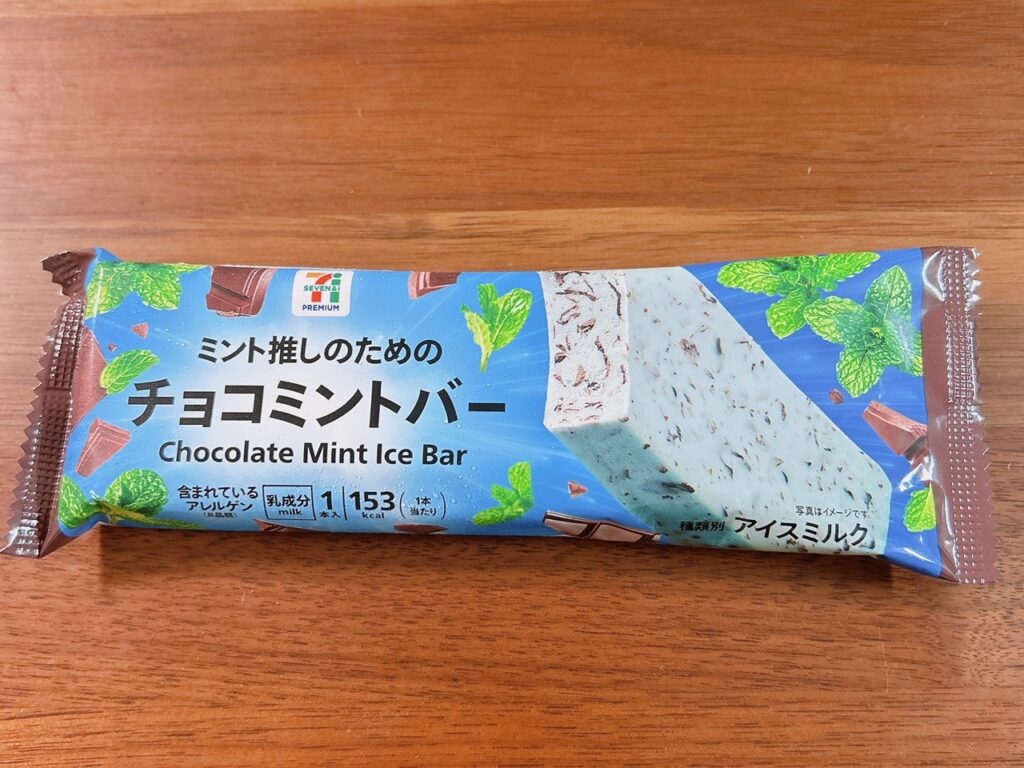 SEVEN&i
PREMIUM
ミント推しのための
チョコミントバー
Chocolate Mint Ice Bar
含まれている
アレルゲン
(8品目)
乳成分
milk
1
本入
153
kcal
(1本
当たり)
写真はイメージです。
種類別 アイスミルク